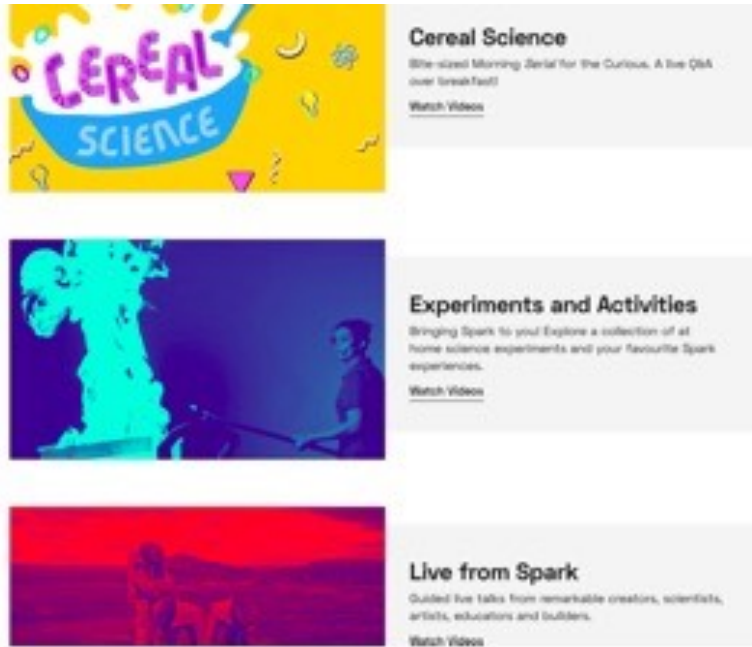 CEREAL
SCIENCE
Cereal Science
Bite-sized Morning Serial for the Curious. A live Q&A
over breakfast!
Watch Videos
Experiments and Activities
Bringing Spark to you! Explore a collection of at
home science experiments and your favourite Spark
experiences.
Watch Videos
Live from Spark
Guided live talks from remarkable creators, scientists,
artists, educators and builders.
Watch Videos